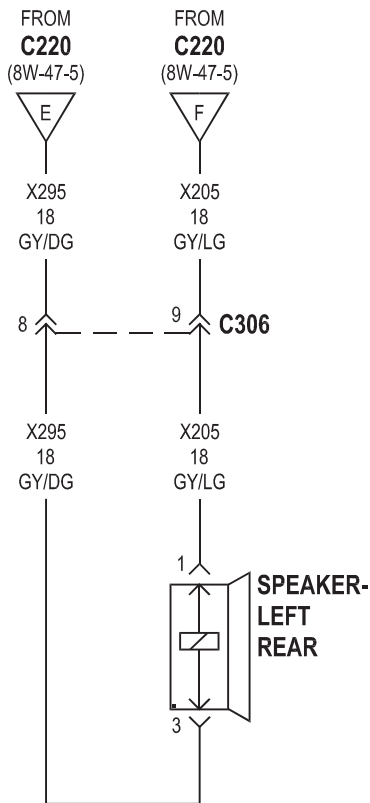 FROM
C220
(8W-47-5)
E
X295
18
GY/DG
FROM
C220
(8W-47-5)
F
X205
18
GY/LG
8
9
C306
X295
18
GY/DG
X205
18
GY/LG
1
SPEAKER-
LEFT
REAR
3